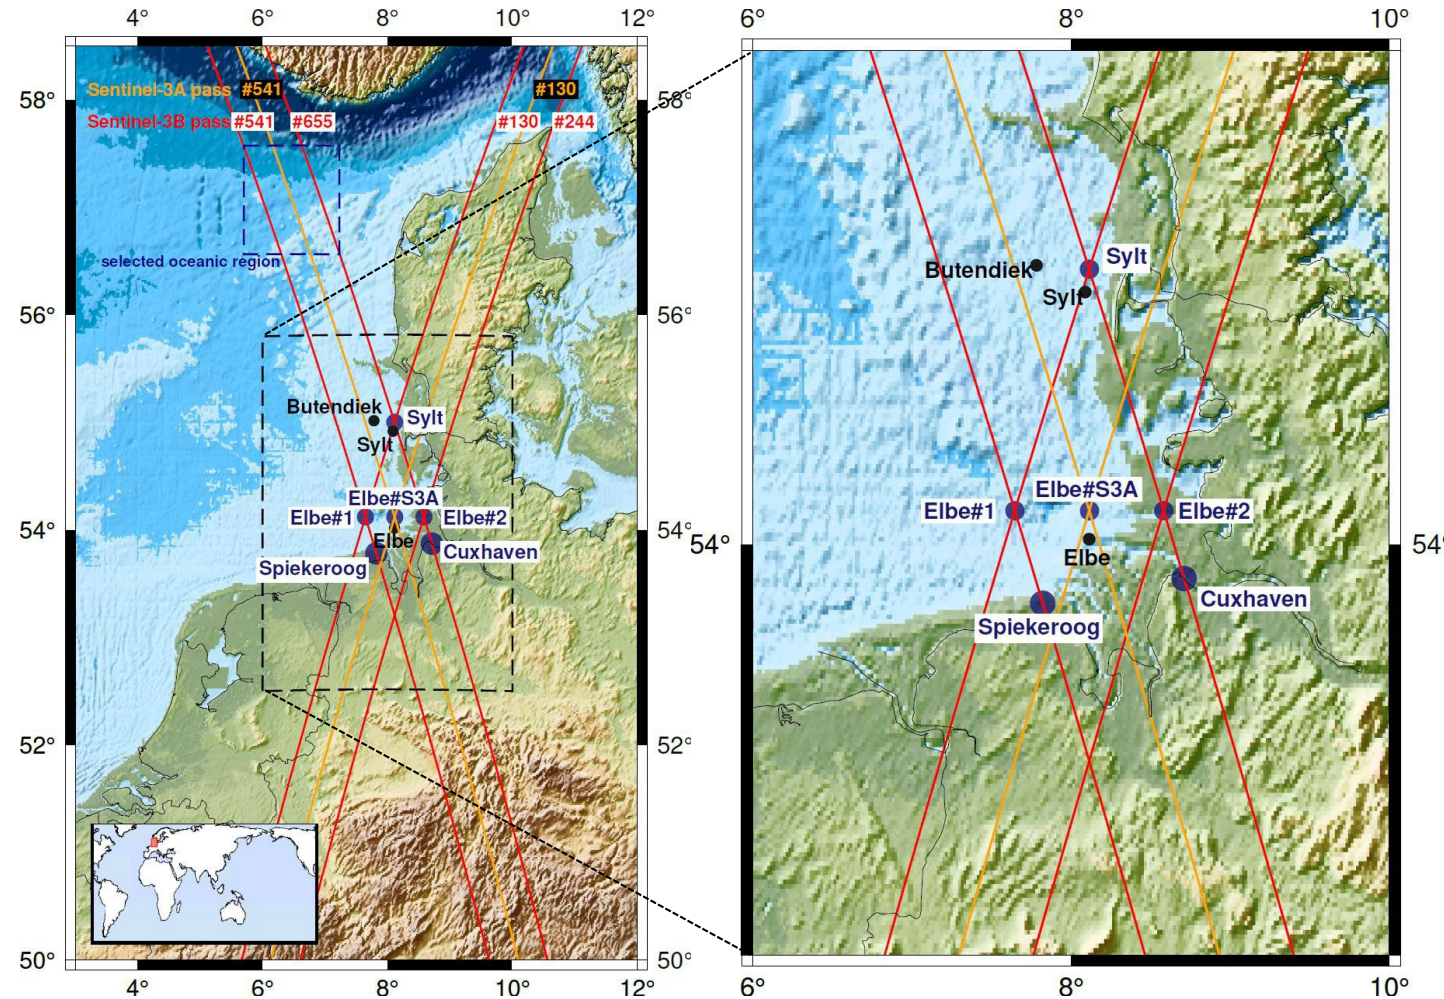 4° 6° 8° 10° 12°
6° 8° 10°
Sentinel-3A pass #541 #130
58° 58°
Sentinel-3B pass #541 #655 #130 #244
selected oceanic region
56° 56°
Butendiek
Sylt
Sylt
Elbe#S3A
Elbe#1 Elbe#2
54° 54°
Elbe
Cuxhaven
Spiekeroog
52° 52°
50° 50°
4° 6° 8° 10° 12°
Sylt
Butendiek
Sylt
Elbe#S3A
Elbe#1 Elbe#2
54° 54°
Elbe
Cuxhaven
Spiekeroog
6° 8° 10°